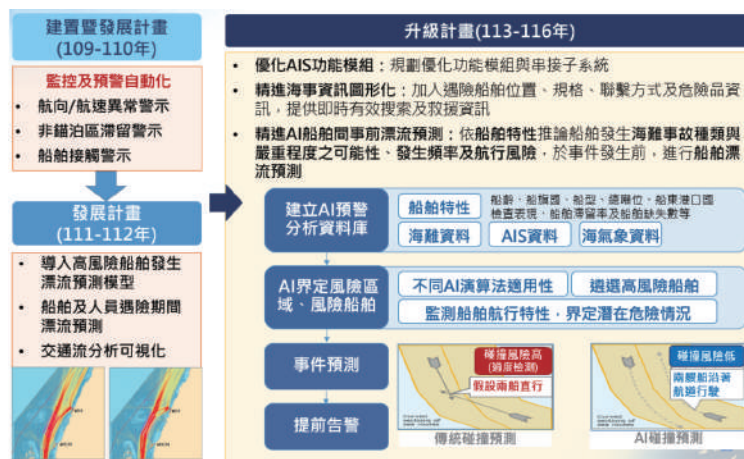 建置暨發展計畫
(109-110年)
監控及預警自動化
• 航向/航速異常警示
• 非錨泊區滯留警示
• 船舶接觸警示
發展計畫
(111-112年)
• 導入高風險船舶發生
漂流預測模型
• 船舶及人員遇險期間
漂流預測
• 交通流分析可視化
升級計畫(113-116年)
• 優化AIS功能模組：規劃優化功能模組與串接子系統
• 精進海事資訊圖形化：加入遇險船舶位置、規格、聯繫方式及危險品資
訊，提供即時有效搜索及救援資訊
• 精進AI船舶間事前漂流預測：依船舶特性推論船舶發生海難事故種類與
嚴重程度之可能性、發生頻率及航行風險，於事件發生前，進行船舶漂
流預測
建立AI預警
分析資料庫
船舶特性
船齡、船旗國、船型、總噸位、船東港口國
檢查表現、船舶滯留率及船舶缺失數等
海難資料
AIS資料
海氣象資料
AI界定風險區
域、風險船舶
不同AI演算法適用性
遴選高風險船舶
監測船舶航行特性，界定潛在危險情況
事件預測
提前告警
碰撞風險高
(過度檢測)
假設兩船直行
傳統碰撞預測
碰撞風險低
兩艘船沿著
航道行駛
AI碰撞預測